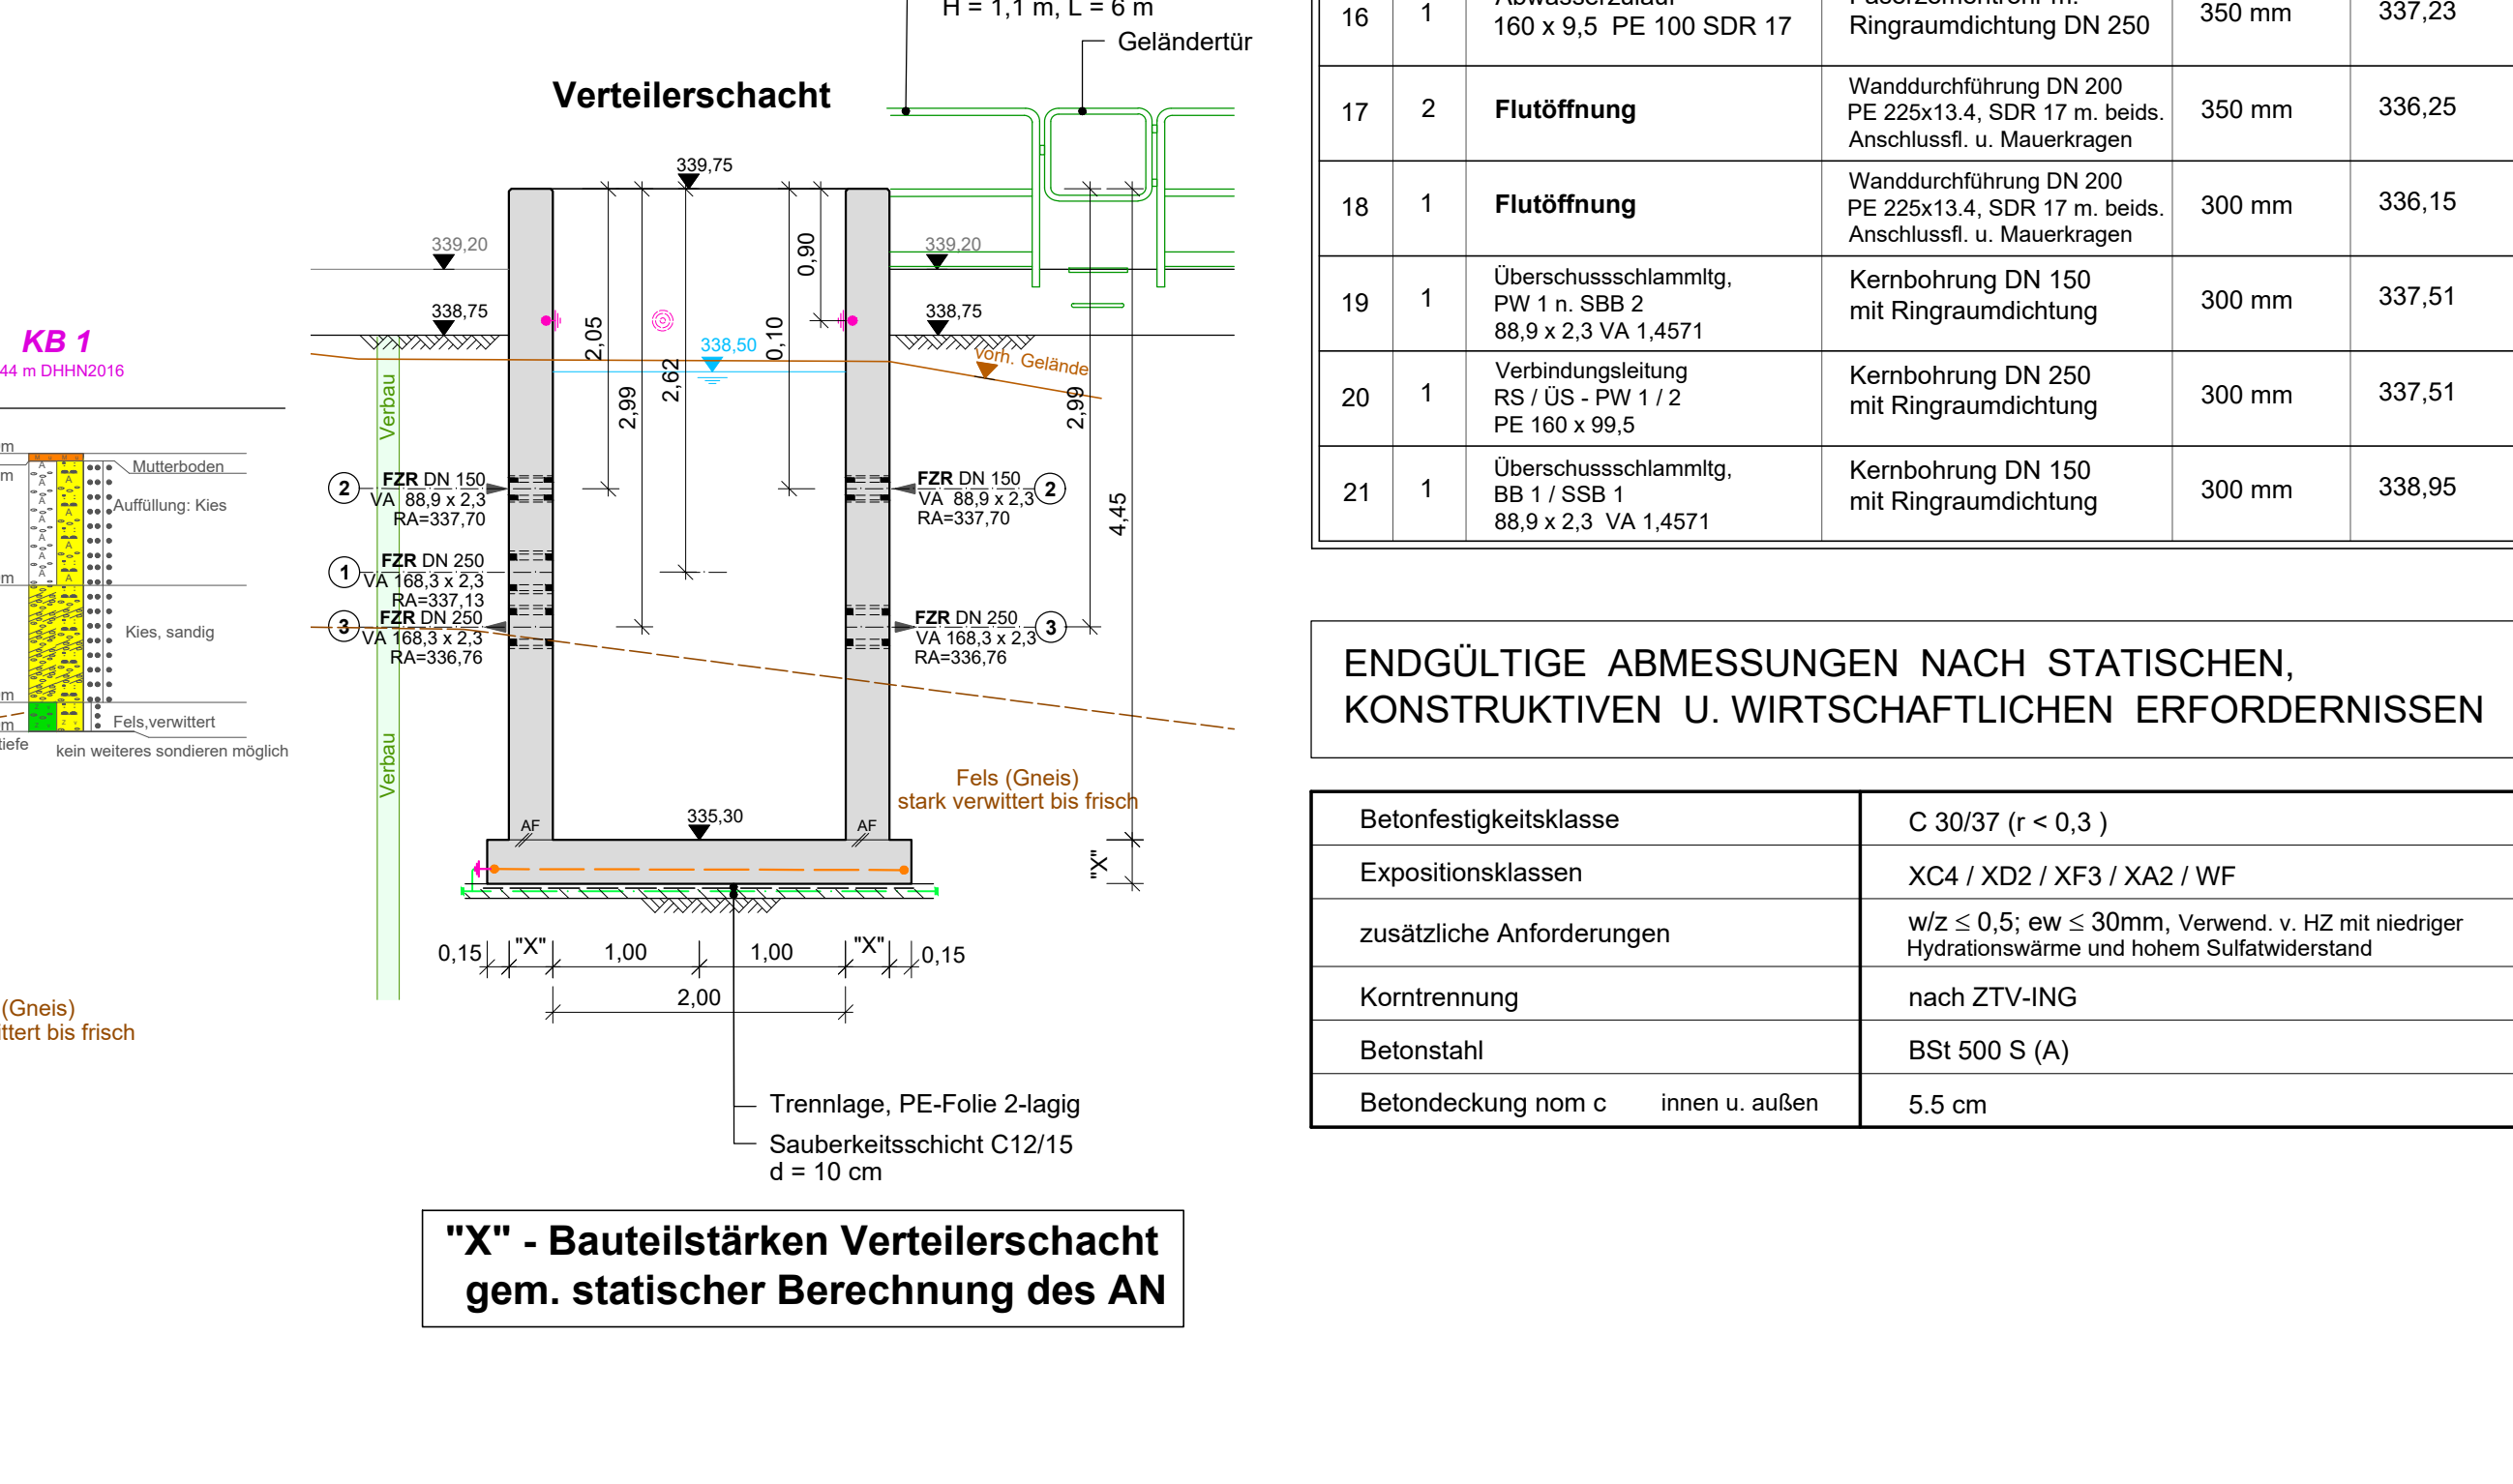 H = 1,1 m, L = 6 m
Geländertür
Verteilerschacht
339,75
339,20
339,20
0,90
338,75
338,75
2,05
0,10
338,50
vorh. Gelände
2,62
2,99
2,99
Verbau
KB 1
44 m DHHN2016
m
m
Mutterboden
Auffüllung: Kies
m
Kies, sandig
m
m
Fels,verwittert
tiefe
kein weiteres sondieren möglich
2
FZR DN 150
VA 88,9 x 2,3
RA=337,70
FZR DN 150
VA 88,9 x 2,3
RA=337,70
2
4,45
1
FZR DN 250
VA 168,3 x 2,3
RA=337,13
3
FZR DN 250
VA 168,3 x 2,3
RA=336,76
FZR DN 250
VA 168,3 x 2,3
RA=336,76
3
Verbau
Fels (Gneis)
stark verwittert bis frisch
335,30
AF
AF
"X"
0,15
"X"
1,00
1,00
"X"
0,15
2,00
(Gneis)
ittert bis frisch
Trennlage, PE-Folie 2-lagig
Sauberkeitsschicht C12/15
d = 10 cm
"X" - Bauteilstärken Verteilerschacht
gem. statischer Berechnung des AN
16 1 160 x 9,5 PE 100 SDR 17 Ringraumdichtung DN 250 350 mm 337,23
17 2 Flutöffnung Wanddurchführung DN 200
PE 225x13.4, SDR 17 m. beids.
Anschlussfl. u. Mauerkragen
350 mm 336,25
18 1 Flutöffnung Wanddurchführung DN 200
PE 225x13.4, SDR 17 m. beids.
Anschlussfl. u. Mauerkragen
300 mm 336,15
19 1 Überschussschlammltg,
PW 1 n. SBB 2
88,9 x 2,3 VA 1,4571
Kernbohrung DN 150
mit Ringraumdichtung
300 mm 337,51
20 1 Verbindungsleitung
RS / ÜS - PW 1 / 2
PE 160 x 99,5
Kernbohrung DN 250
mit Ringraumdichtung
300 mm 337,51
21 1 Überschussschlammltg,
BB 1 / SSB 1
88,9 x 2,3 VA 1,4571
Kernbohrung DN 150
mit Ringraumdichtung
300 mm 338,95
ENDGÜLTIGE ABMESSUNGEN NACH STATISCHEN,
KONSTRUKTIVEN U. WIRTSCHAFTLICHEN ERFORDERNISSEN
Betonfestigkeitsklasse C 30/37 (r < 0,3 )
Expositionsklassen XC4 / XD2 / XF3 / XA2 / WF
zusätzliche Anforderungen w/z ≤ 0,5; ew ≤ 30mm, Verwend. v. HZ mit niedriger
Hydrationswärme und hohem Sulfatwiderstand
Korntrennung nach ZTV-ING
Betonstahl BSt 500 S (A)
Betondeckung nom c innen u. außen 5.5 cm